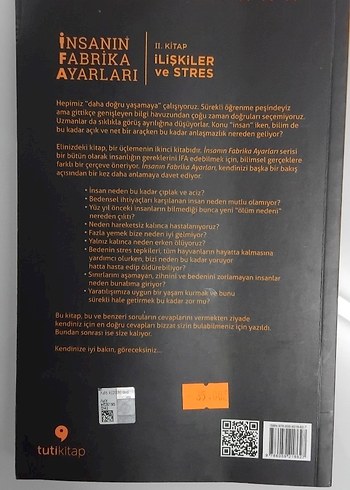 İNSANIN
FABRİKA
AYARLARI
II. KİTAP
İLİŞKİLER
VE STRES
Hepimiz "daha doğru yaşamaya" çalışıyoruz. Sürekli öğrenme peşindeyiz
ama gittikçe genişleyen bilgi havuzundan çoğu zaman doğruları seçemiyoruz.
Uzmanlar da sıklıkla görüş ayrılığına düşüyorlar. Konu "insan" iken, bilim de
bu kadar açık ve net bir araçken bu kadar anlaşmazlık nereden geliyor?
Elinizdeki kitap, bir üçlemenin ikinci kitabıdır. İnsanın Fabrika Ayarları serisi
bir bütün olarak insanlığın gereklerini İFA edebilmek için, bilimsel gerçeklere
farklı bir çerçeve öneriyor. İnsanın Fabrika Ayarları, kendinizi başka bir bakış
açısından bir kez daha anlamaya davet ediyor.
• İnsan neden bu kadar çıplak ve aciz?
• Bedensel ihtiyaçları karşılanan insan neden mutlu olamıyor?
• Yüz yıl önceki insanların bilmediği bunca yeni "ölüm nedeni"
nereden çıktı?
• Neden hareketsiz kalınca hastalanıyoruz?
• Fazla yemek bize neden iyi gelmiyor?
• Yalnız kalınca neden erken ölüyoruz?
• Bedenin stres tepkileri, tüm hayvanların hayatta kalmasına
yardımcı olurken, bizi neden bu kadar yoruyor
hatta hasta edip öldürebiliyor?
• Sınırlarını aşamayan, zihnini ve bedenini zorlamayan insanlar
neden bunalıma giriyor?
• Yaratılışımıza uygun bir yaşam kurmak ve bunu
sürekli hale getirmek bu kadar zor mu?
Bu kitap, bu ve benzeri soruların cevaplarını vermekten ziyade
kendiniz için en doğru cevapları bizzat sizin bulabilmeniz için yazıldı.
Bundan sonrası ise size kalıyor.
Kendinize iyi bakın, göreceksiniz...
tutikitap